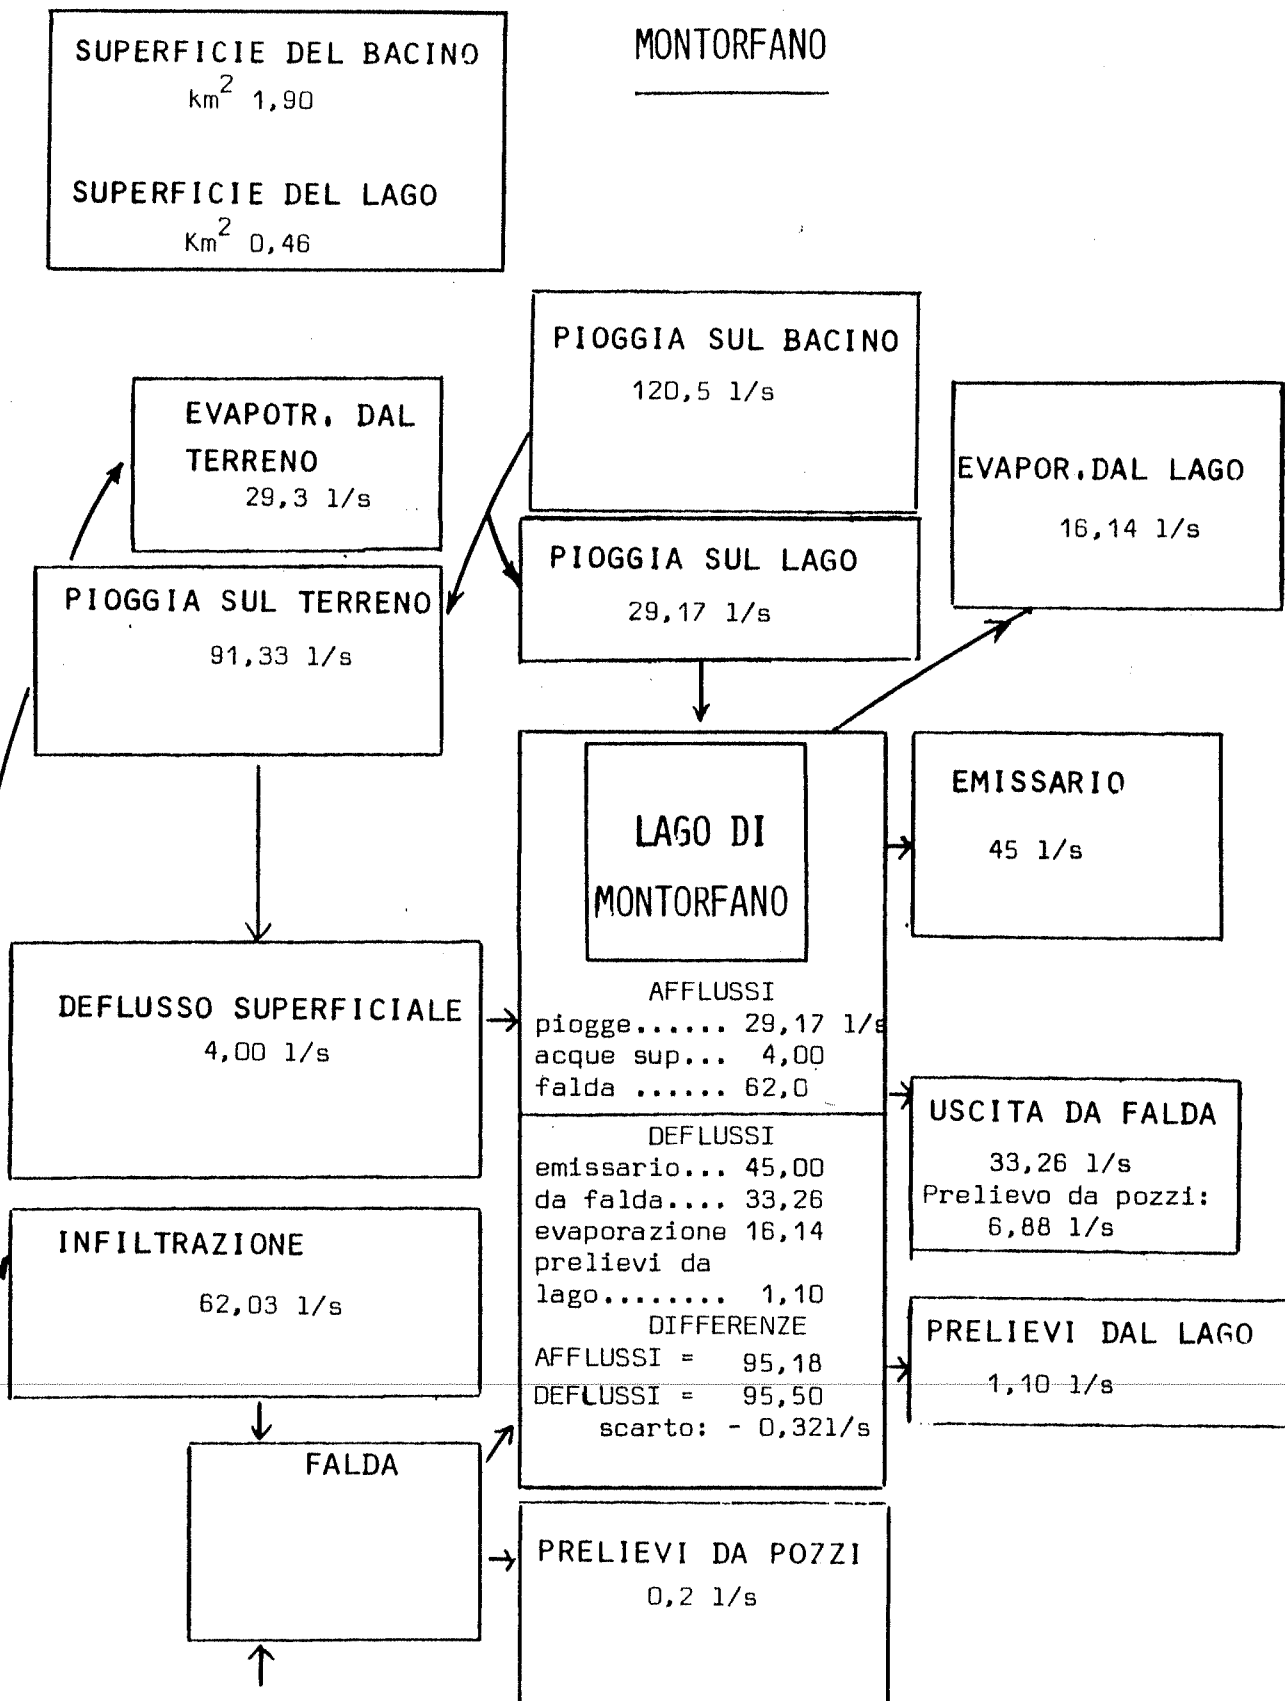 MONTORFANO
SUPERFICIE DEL BACINO
km2 1,90
SUPERFICIE DEL LAGO
Km2 0,46
PIOGGIA SUL BACINO
120,5 l/s
EVAPOTR. DAL
TERRENO
29,3 l/s
EVAPOR.DAL LAGO
16,14 l/s
PIOGGIA SUL LAGO
29,17 l/s
PIOGGIA SUL TERRENO
91,33 l/s
LAGO DI
MONTORFANO
EMISSARIO
45 l/s
DEFLUSSO SUPERFICIALE
4,00 l/s
AFFLUSSI
piogge...... 29,17 l/s
acque sup... 4,00
falda ...... 62,0
DEFLUSSI
emissario... 45,00
da falda.... 33,26
evaporazione 16,14
prelievi da
lago........ 1,10
DIFFERENZE
AFFLUSSI = 95,18
DEFLUSSI = 95,50
scarto: - 0,32l/s
USCITA DA FALDA
33,26 l/s
Prelievo da pozzi:
6,88 l/s
INFILTRAZIONE
62,03 l/s
PRELIEVI DAL LAGO
1,10 l/s
FALDA
PRELIEVI DA POZZI
0,2 l/s